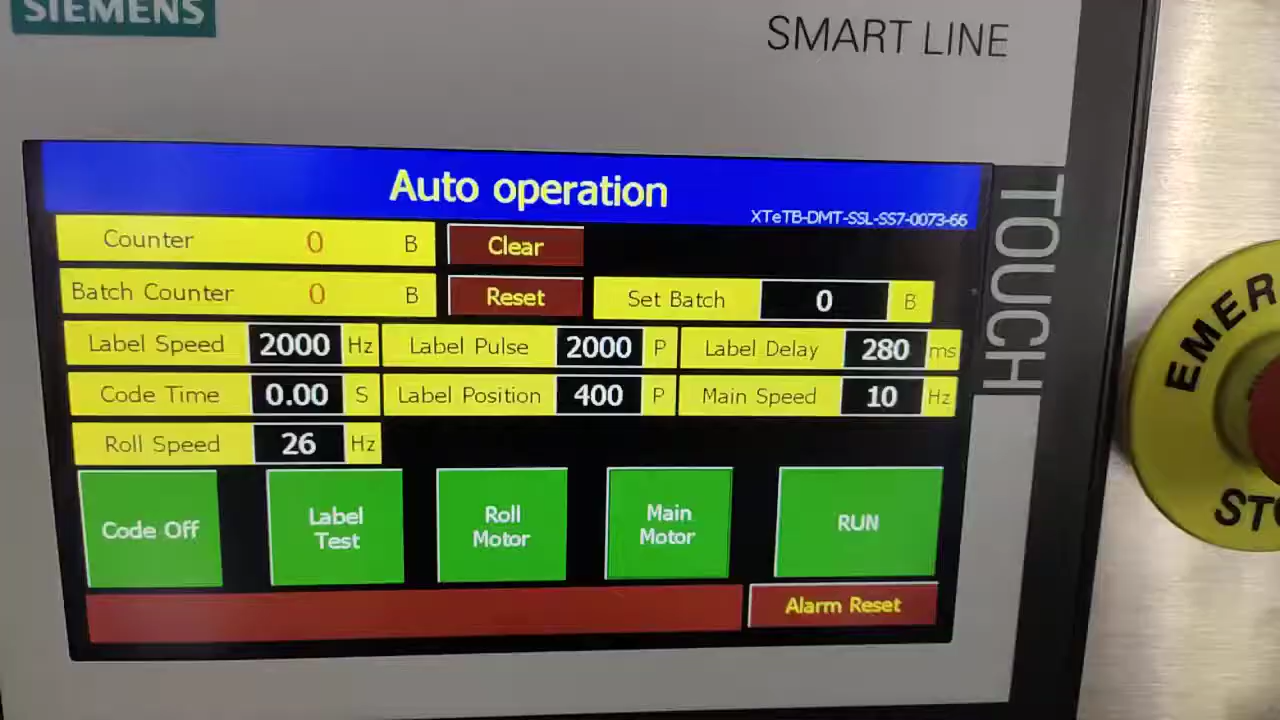 SIEMENS
SMART LINE
TOUCH
Auto operation
XTeTB-DMT-SSL-SS7-0073-66
Counter 0 B Clear
Batch Counter 0 B Reset Set Batch 0 B
Label Speed 2000 Hz Label Pulse 2000 P Label Delay 280 ms
Code Time 0.00 S Label Position 400 P Main Speed 10 Hz
Roll Speed 26 Hz
Code Off
Label
Test
Roll
Motor
Main
Motor
RUN
Alarm Reset
EMER
STO